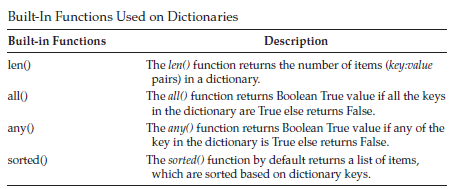 Built-In Functions Used on Dictionaries
Built-in Functions Description
len() The len() function returns the number of items (key:value
pairs) in a dictionary.
all() The all() function returns Boolean True value if all the keys
in the dictionary are True else returns False.
any() The any() function returns Boolean True value if any of the
key in the dictionary is True else returns False.
sorted() The sorted() function by default returns a list of items,
which are sorted based on dictionary keys.